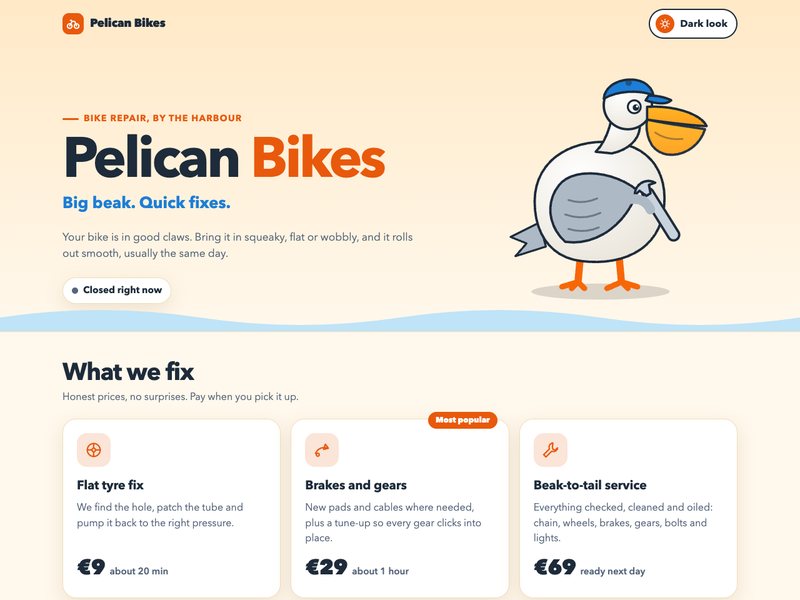 Pelican Bikes
Dark look
BIKE REPAIR, BY THE HARBOUR
Pelican Bikes
Big beak. Quick fixes.
Your bike is in good claws. Bring it in squeaky, flat or wobbly, and it rolls
out smooth, usually the same day.
Closed right now
What we fix
Honest prices, no surprises. Pay when you pick it up.
Flat tyre fix
We find the hole, patch the tube and
pump it back to the right pressure.
€9 about 20 min
Most popular
Brakes and gears
New pads and cables where needed,
plus a tune-up so every gear clicks into
place.
€29 about 1 hour
Beak-to-tail service
Everything checked, cleaned and oiled:
chain, wheels, brakes, gears, bolts and
lights.
€69 ready next day